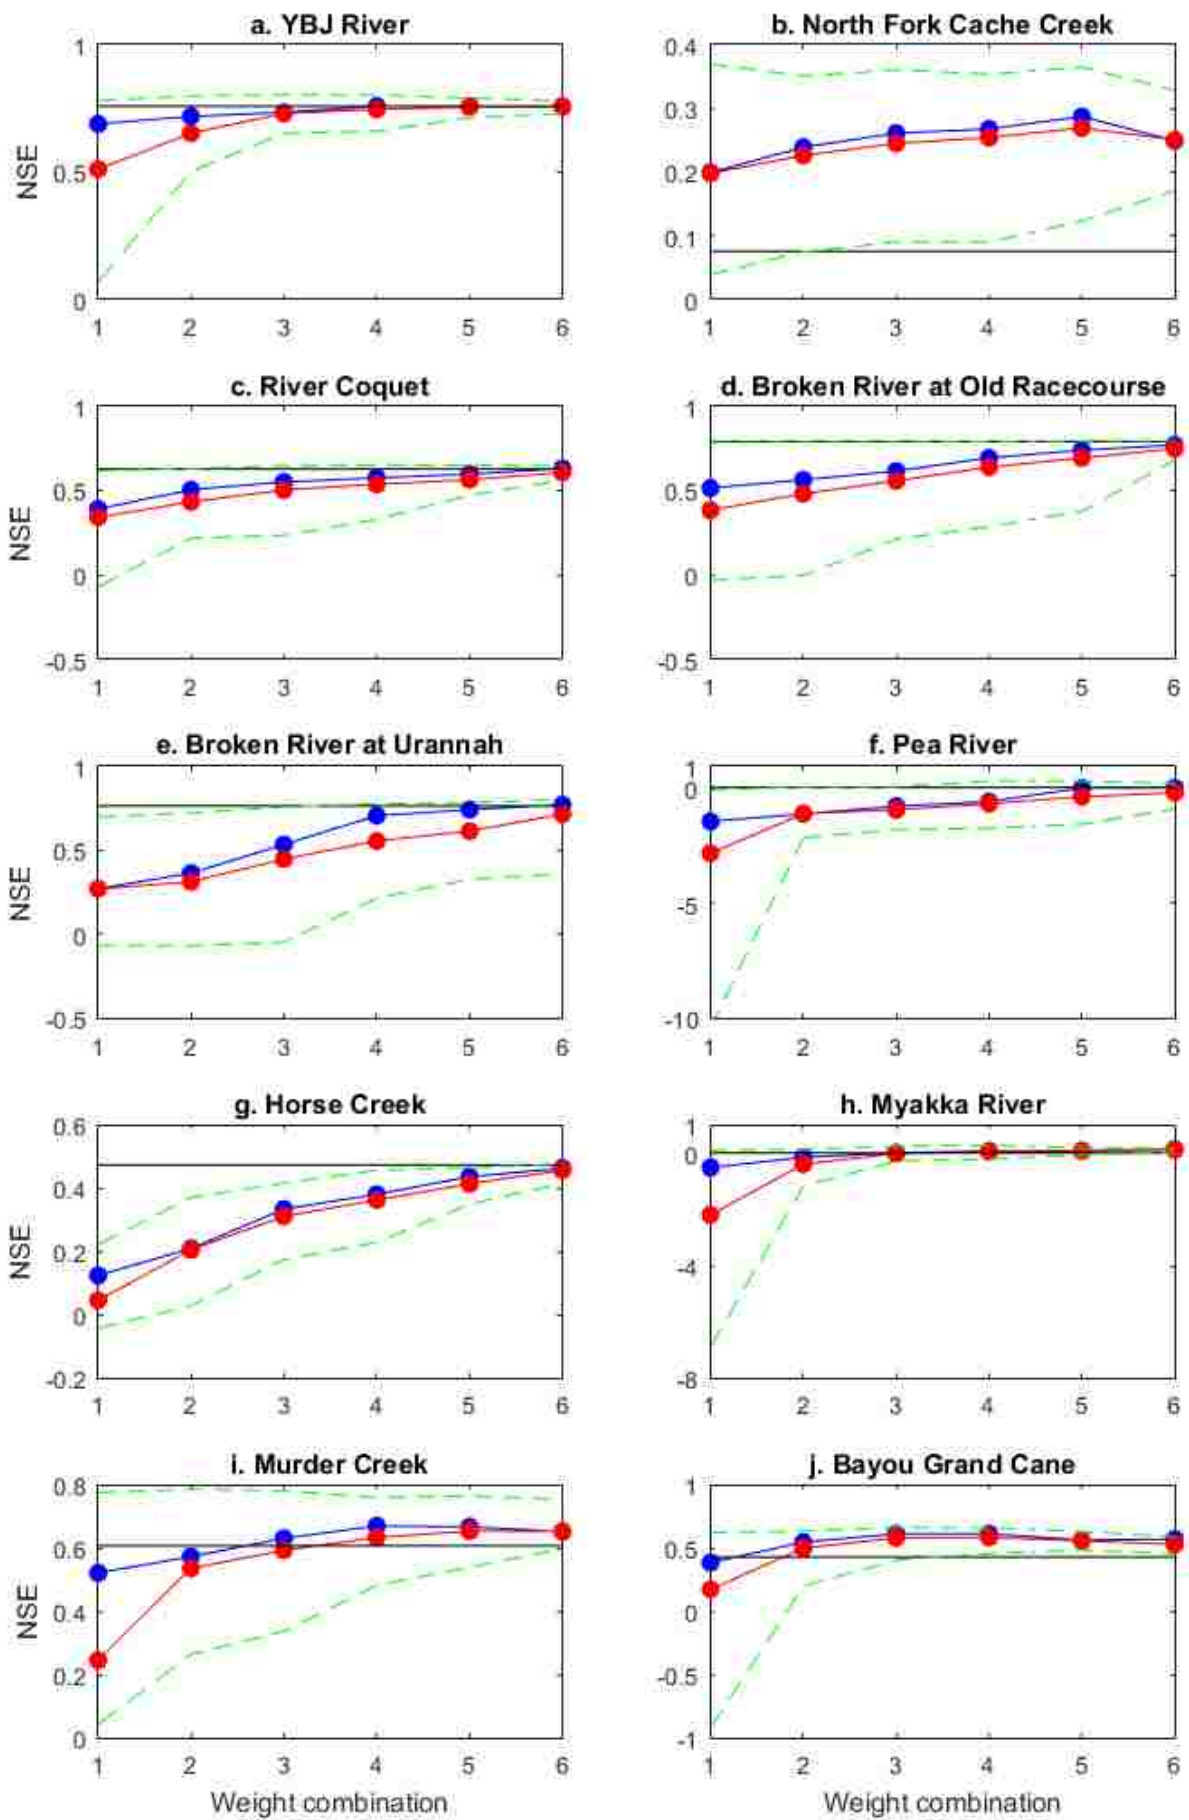 a. YBJ River
b. North Fork Cache Creek
NSE
1
0.5
0
1 2 3 4 5 6
0.4
0.3
0.2
0.1
0
1 2 3 4 5 6
c. River Coquet
d. Broken River at Old Racecourse
NSE
1
0.5
0
-0.5
1 2 3 4 5 6
1
0.5
0
-0.5
1 2 3 4 5 6
e. Broken River at Urannah
f. Pea River
NSE
1
0.5
0
-0.5
1 2 3 4 5 6
1
0
-5
-10
1 2 3 4 5 6
g. Horse Creek
h. Myakka River
NSE
0.6
0.4
0.2
0
-0.2
1 2 3 4 5 6
1
0
-4
-8
1 2 3 4 5 6
i. Murder Creek
j. Bayou Grand Cane
NSE
0.8
0.6
0.4
0.2
0
1 2 3 4 5 6
Weight combination
1
0.5
0
-0.5
-1
1 2 3 4 5 6
Weight combination